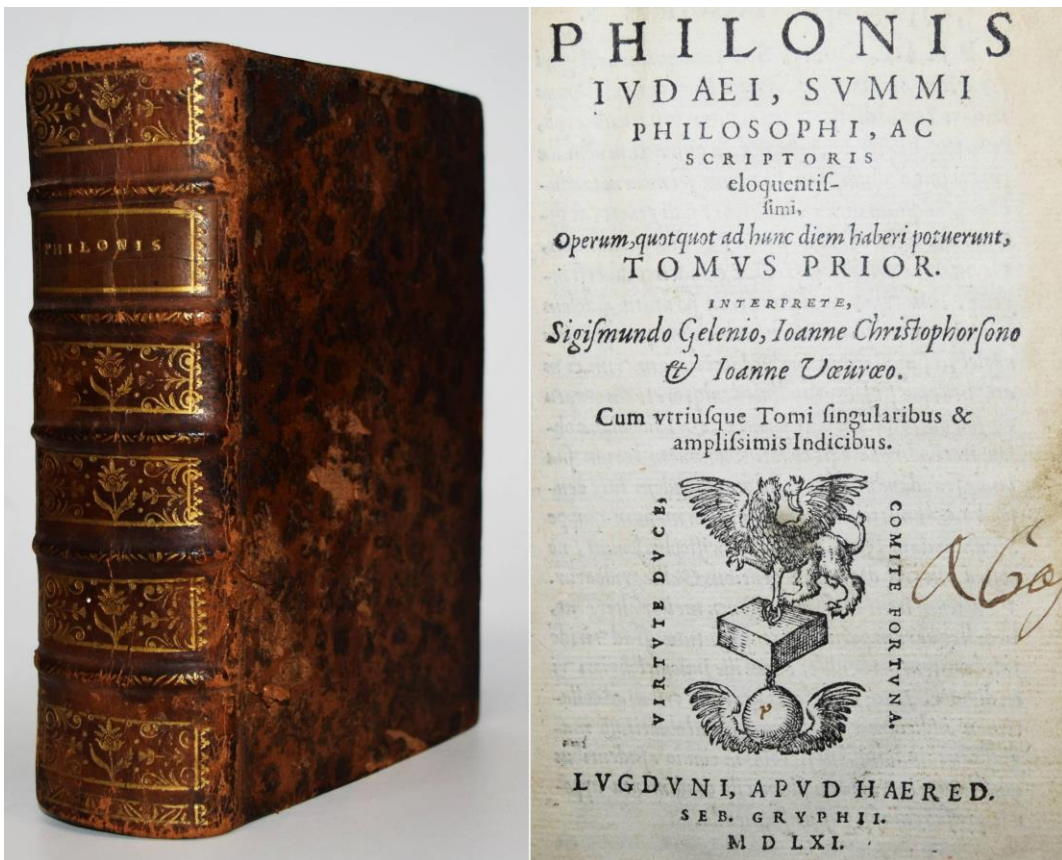 PHILONIS
PHILONIS
IVDAEI, SVMMI
PHILOSOPHI, AC
SCRIPTORIS
eloquentiſ-
ſimi,
Operum, quotquot ad hunc diem haberi potuerunt,
TOMVS PRIOR.
INTERPRETE,
Sigiſmundo Gelenio, Ioanne Chriſtophorſono
& Ioanne Vœurœo.
Cum vtriuſque Tomi ſingularibus &
ampliſsimis Indicibus.
VIRTVTE DVCE,
COMITE FORTVNA.
LVGDVNI, APVD HAERED.
SEB. GRYPHII.
M D LXI.